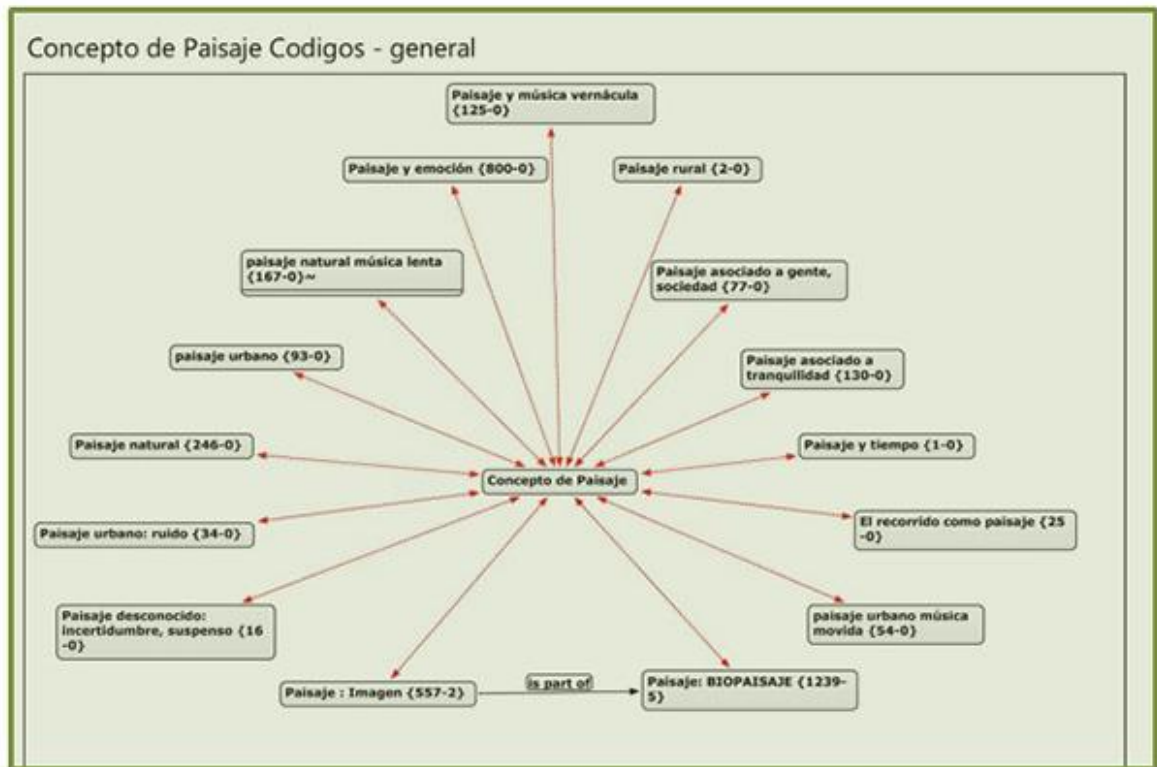 Concepto de Paisaje Codigos - general
Paisaje y música vernácula
{125-0}
Paisaje y emoción {800-0}
Paisaje rural {2-0}
paisaje natural música lenta
{167-0}~
Paisaje asociado a gente,
sociedad {77-0}
paisaje urbano {93-0}
Paisaje asociado a
tranquilidad {130-0}
Paisaje natural {246-0}
Paisaje y tiempo {1-0}
Concepto de Paisaje
Paisaje urbano: ruido {34-0}
El recorrido como paisaje {25
-0}
Paisaje desconocido:
incertidumbre, suspenso {16
-0}
paisaje urbano música
movida {54-0}
Paisaje : Imagen {557-2}
is part of
Paisaje: BIOPAISAJE {1239-
5}